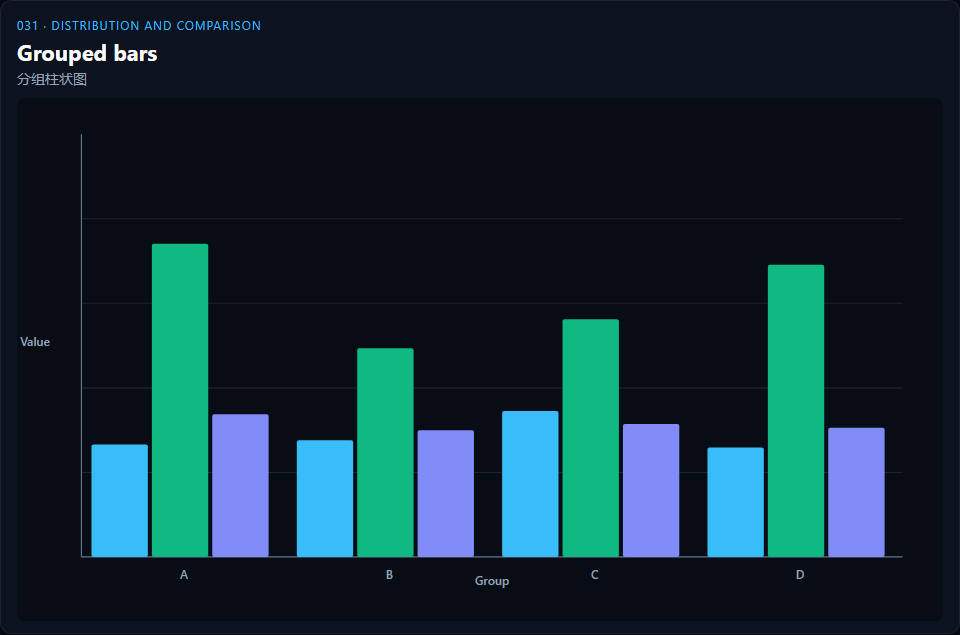 031 · DISTRIBUTION AND COMPARISON
Grouped bars
分组柱状图
Value
A
B
C
D
Group